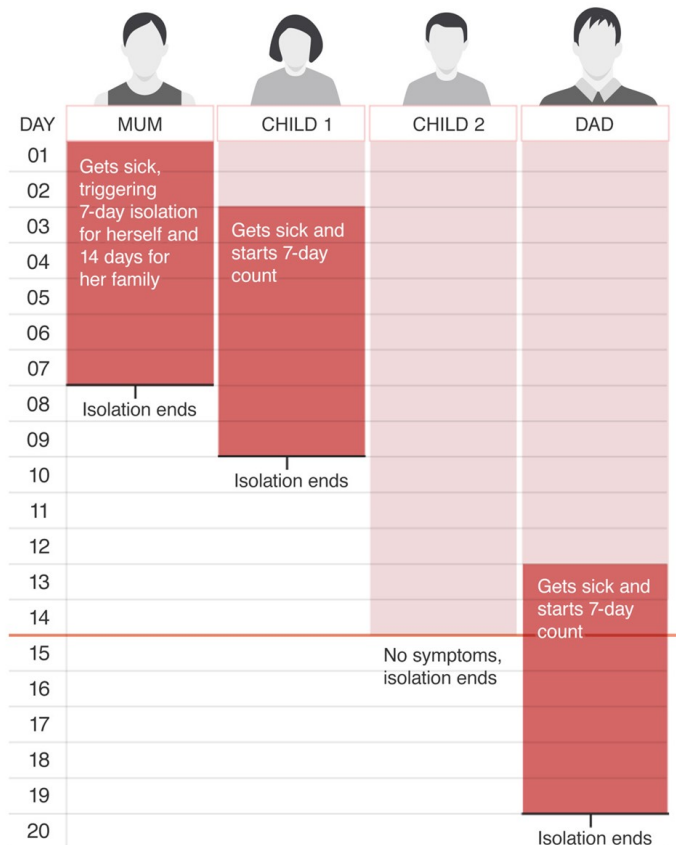 DAY MUM CHILD 1 CHILD 2 DAD
01
Gets sick,
triggering
7-day isolation
for herself and
14 days for
her family
02
03
Gets sick and
starts 7-day
count
04
05
06
07
08
Isolation ends
09
10
Isolation ends
11
12
13
Gets sick and
starts 7-day
count
14
15
No symptoms,
isolation ends
16
17
18
19
20
Isolation ends